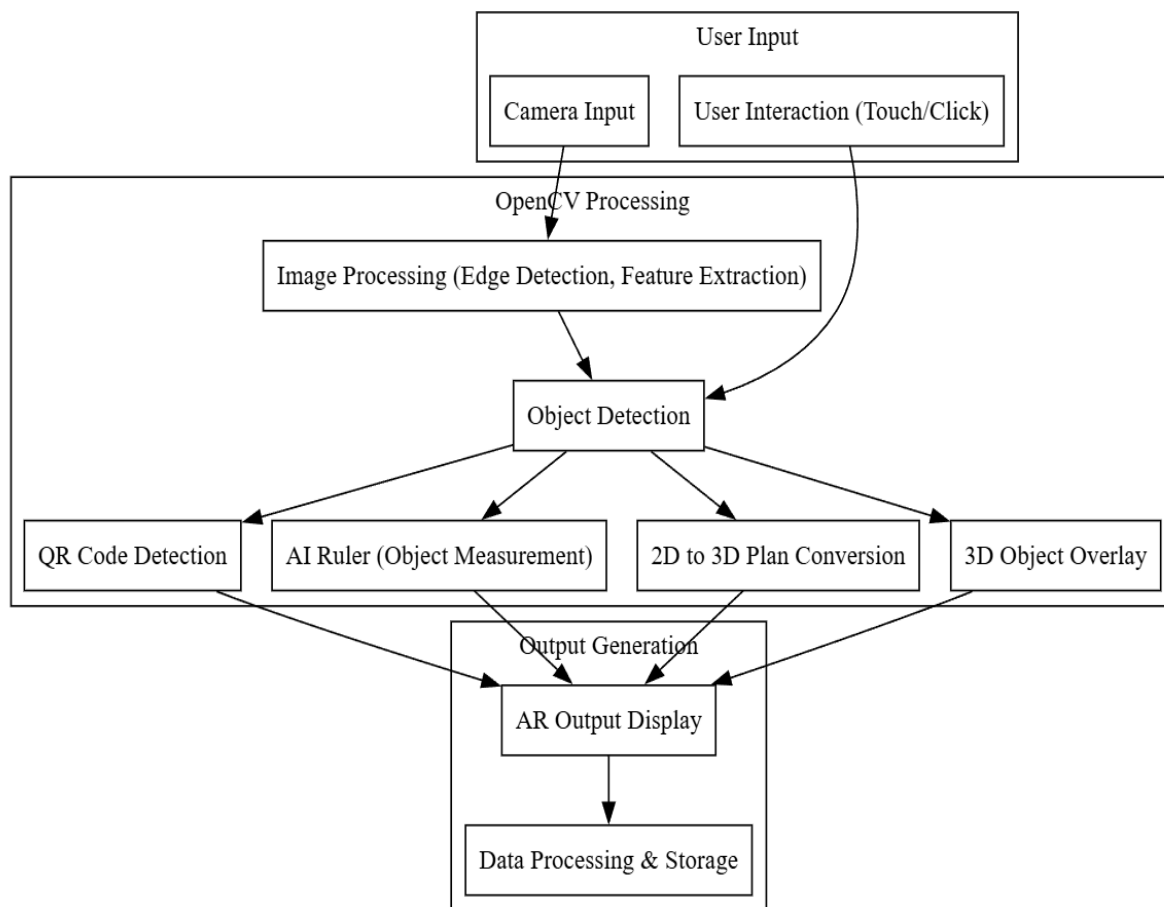 User Input
Camera Input
User Interaction (Touch/Click)
OpenCV Processing
Image Processing (Edge Detection, Feature Extraction)
Object Detection
QR Code Detection
AI Ruler (Object Measurement)
2D to 3D Plan Conversion
3D Object Overlay
Output Generation
AR Output Display
Data Processing & Storage